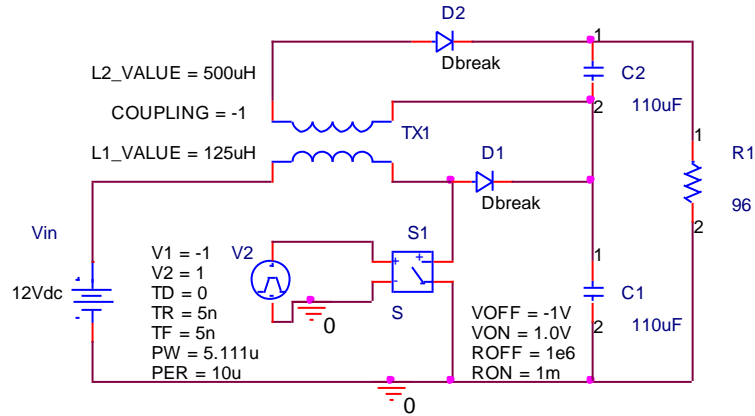 D2
1
Dbreak
L2_VALUE = 500uH
C2
COUPLING = -1
TX1
2
110uF
L1_VALUE = 125uH
D1
1
R1
Dbreak
96
Vin
2
V1 = -1
V2 = 1
TD = 0
TR = 5n
TF = 5n
PW = 5.111u
PER = 10u
V2
S1
+
+
-
-
S
0
12Vdc
1
C1
2
110uF
VOFF = -1V
VON = 1.0V
ROFF = 1e6
RON = 1m
0